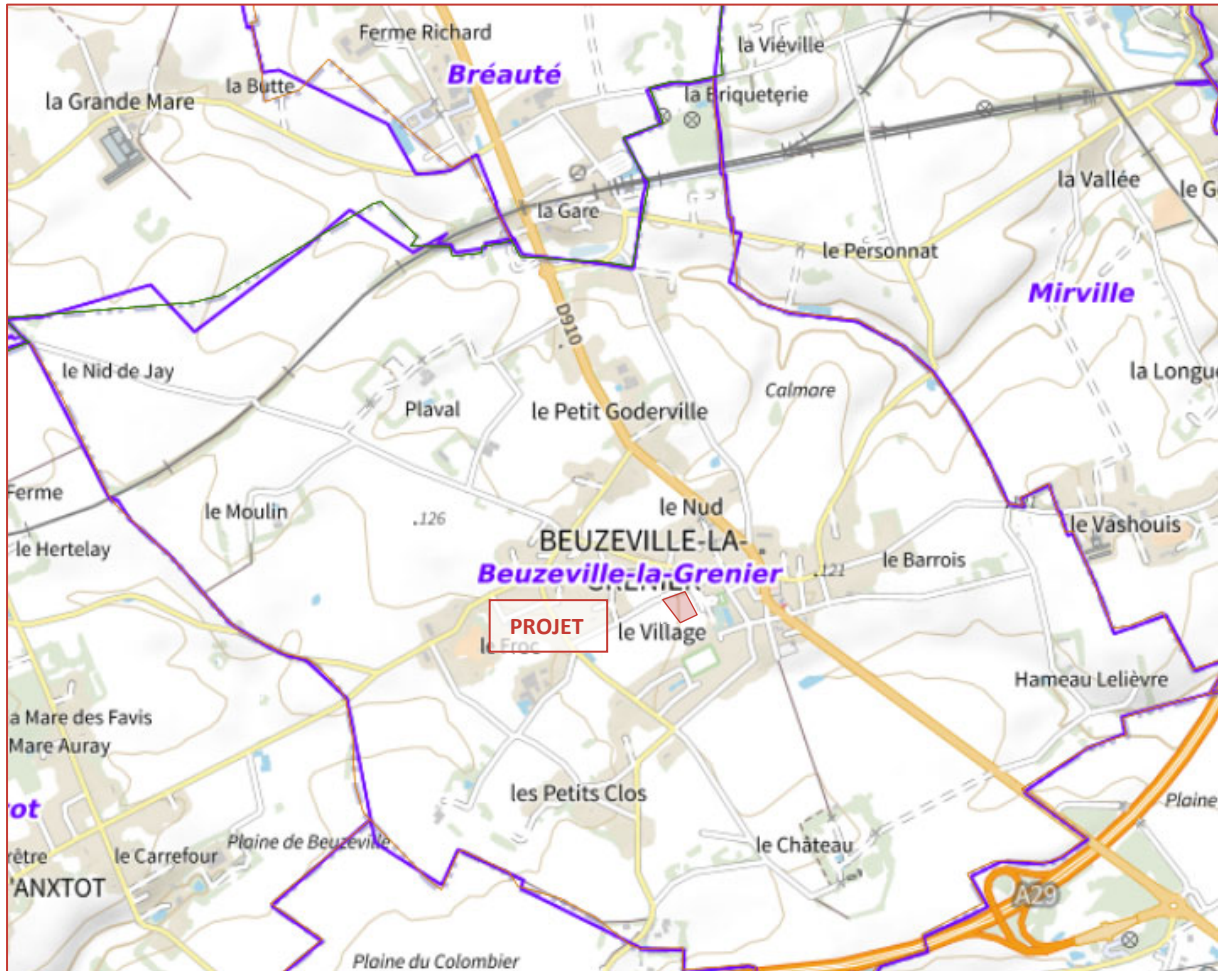 Ferme Richard
la Viéville
Bréauté
la Butte
la Briqueterie
la Grande Mare
la Vallée
la Gare
le Personnat
Mirville
D910
le Nid de Jay
la Longue
Calmare
Plaval
le Petit Goderville
Ferme
le Moulin
.126
le Nud
le Vashouis
le Hertelay
BEUZEVILLE-LA-
GRENIER
Beuzeville-la-Grenier
.121
le Barrois
PROJET
le Froc
le Village
Hameau Lelièvre
a Mare des Favis
Mare Auray
les Petits Clos
Plaine
ot
Plaine de Beuzeville
le Château
rêtre
le Carrefour
'ANXTOT
A29
Plaine du Colombier